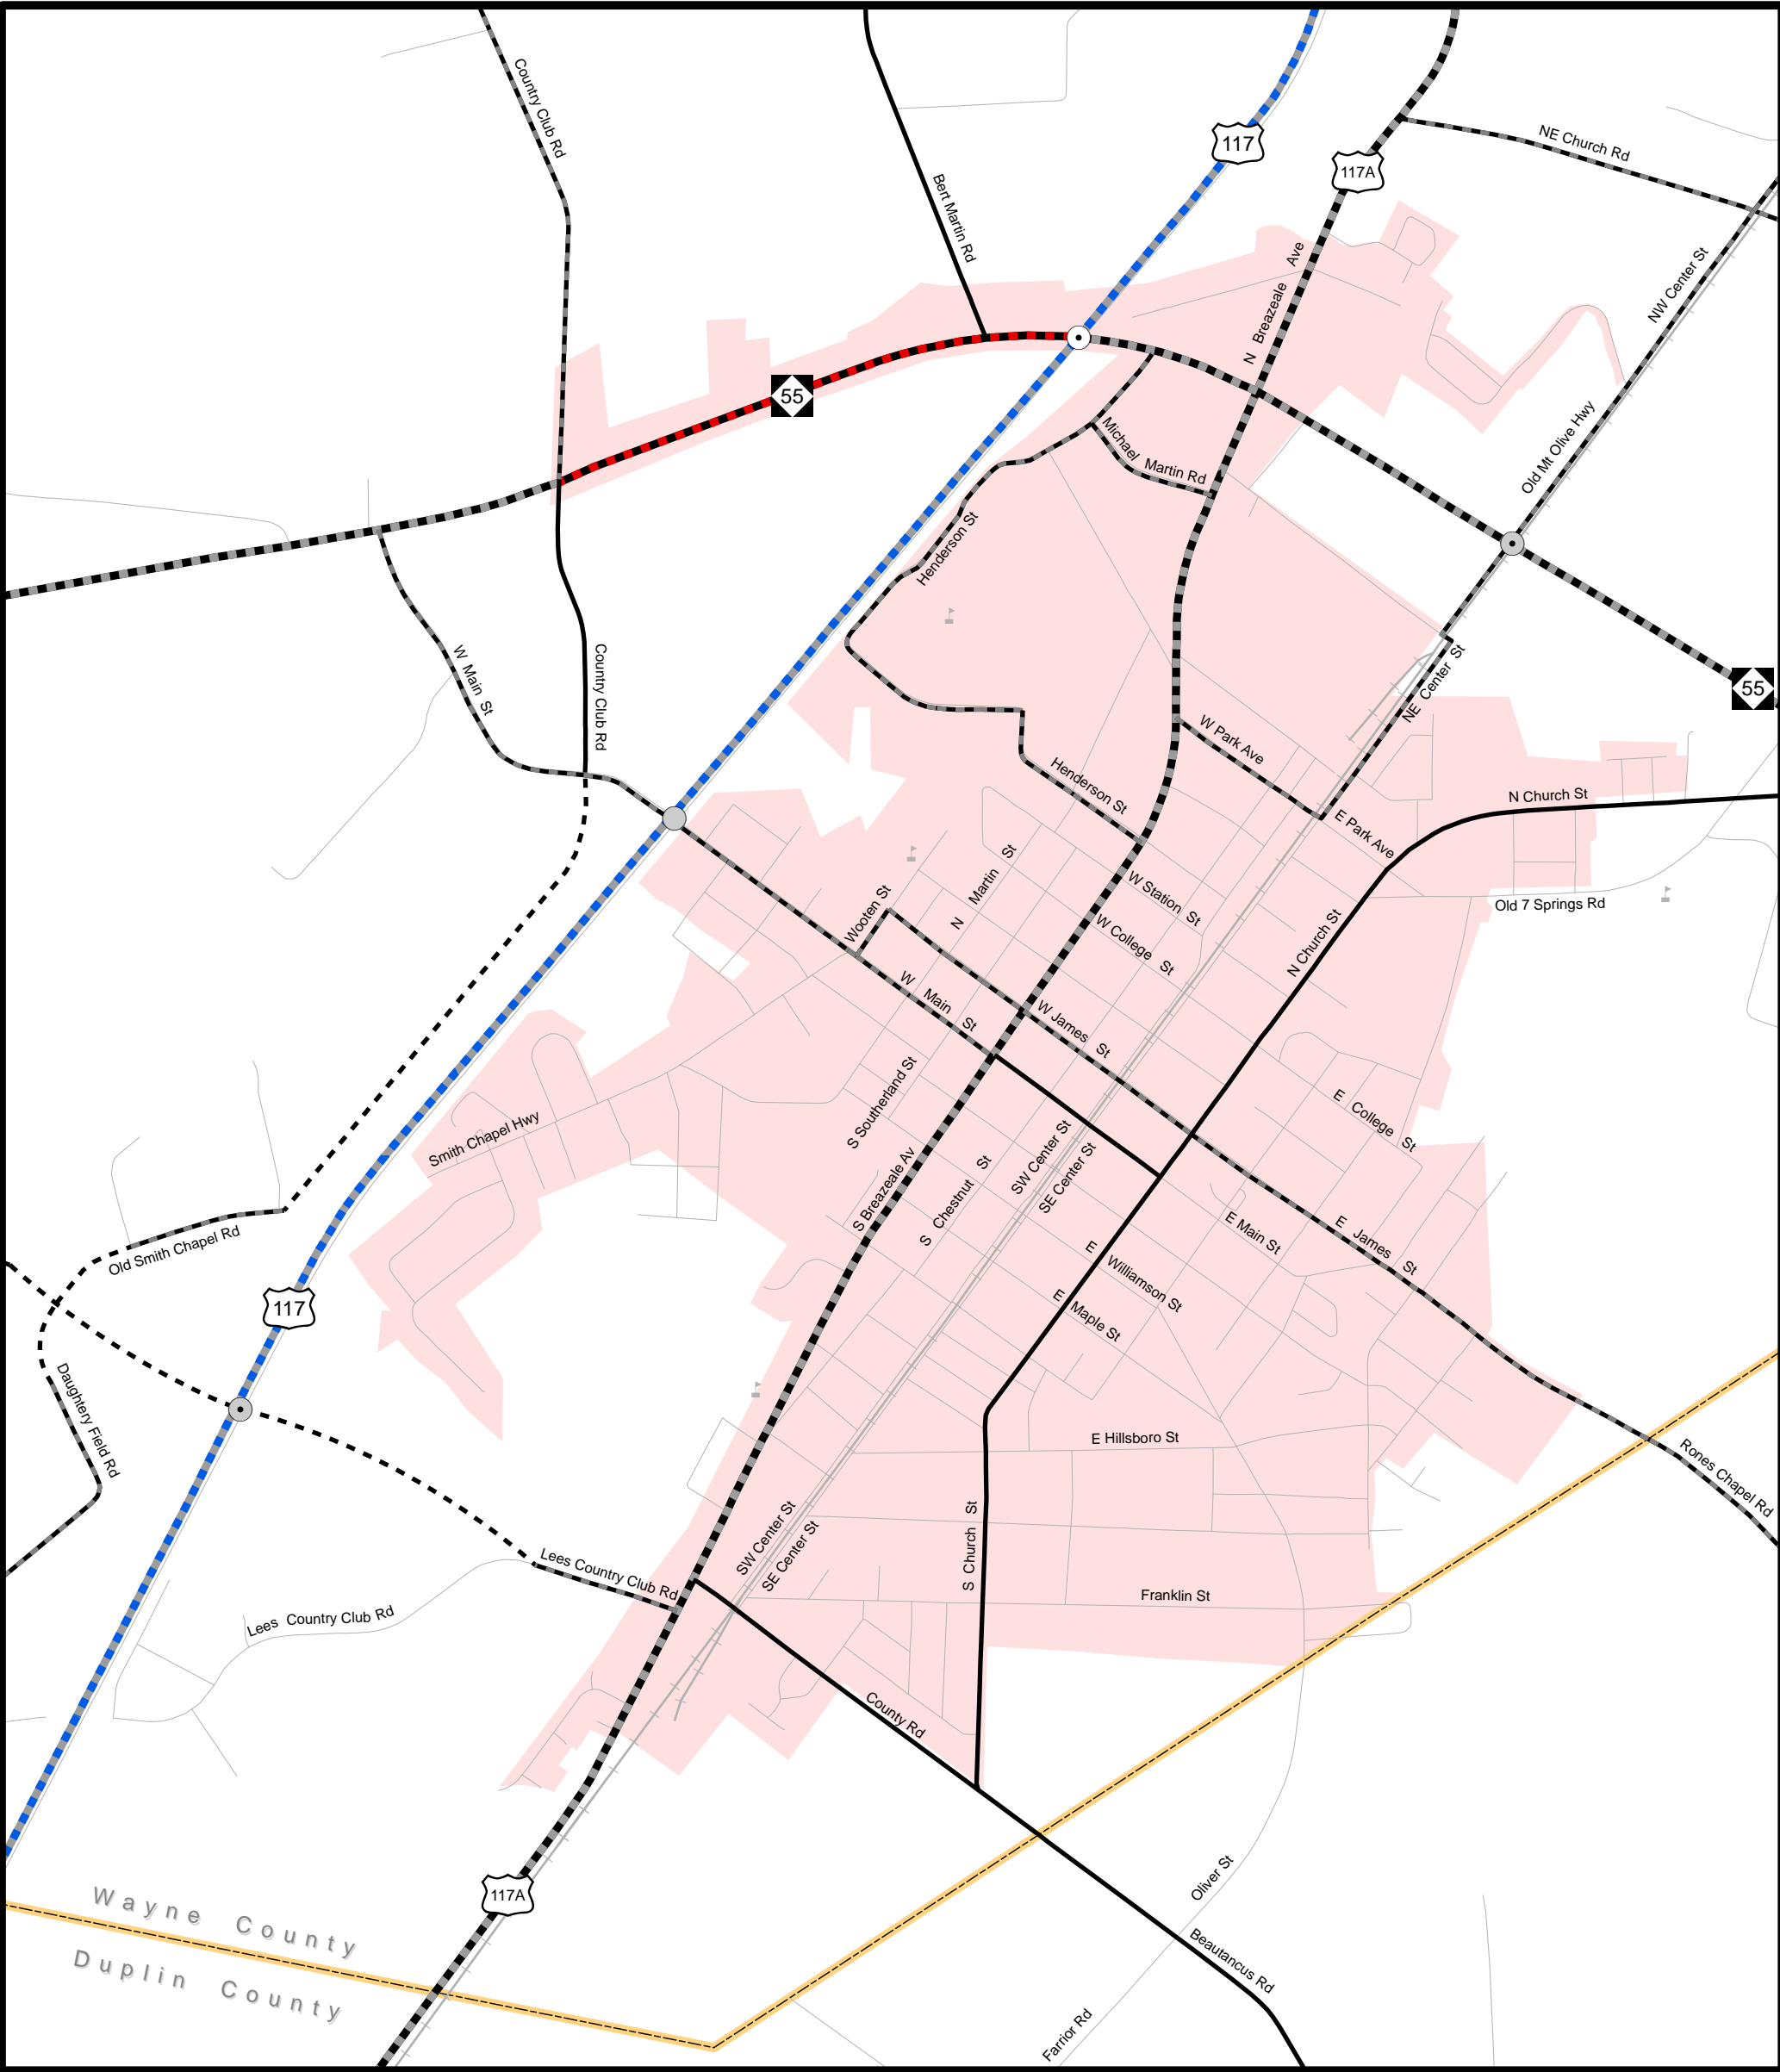 Country Club Rd
Bert Martin Rd
117
117A
NE Church Rd
N Breazeale Ave
NW Center St
55
Michael Martin Rd
Old Mt Olive Hwy
Henderson St
W Main St
Country Club Rd
NE Center St
55
W Park Ave
Henderson St
N Church St
E Park Ave
N Martin St
W Station St
Wooten St
Old 7 Springs Rd
W College St
N Church St
W Main St
W James St
S Southerland St
E College St
Smith Chapel Hwy
SW Center St
SE Center St
S Breazeale Av
S Chestnut St
E Main St
E James St
Old Smith Chapel Rd
E Williamson St
117
E Maple St
Daughtery Field Rd
E Hillsboro St
Rones Chapel Rd
SW Center St
SE Center St
S Church St
Lees Country Club Rd
Franklin St
Lees Country Club Rd
County Rd
Oliver St
117A
Wayne County
Duplin County
Beautancus Rd
Farrior Rd